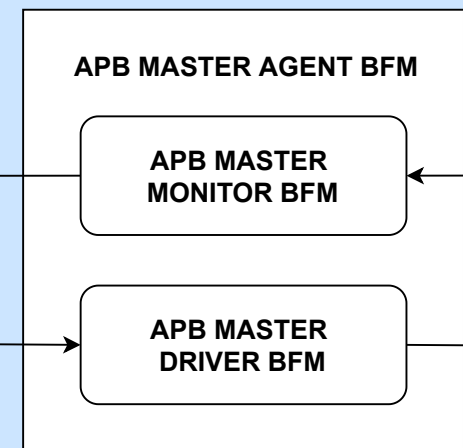 APB MASTER AGENT BFM
APB MASTER
MONITOR BFM
APB MASTER
DRIVER BFM